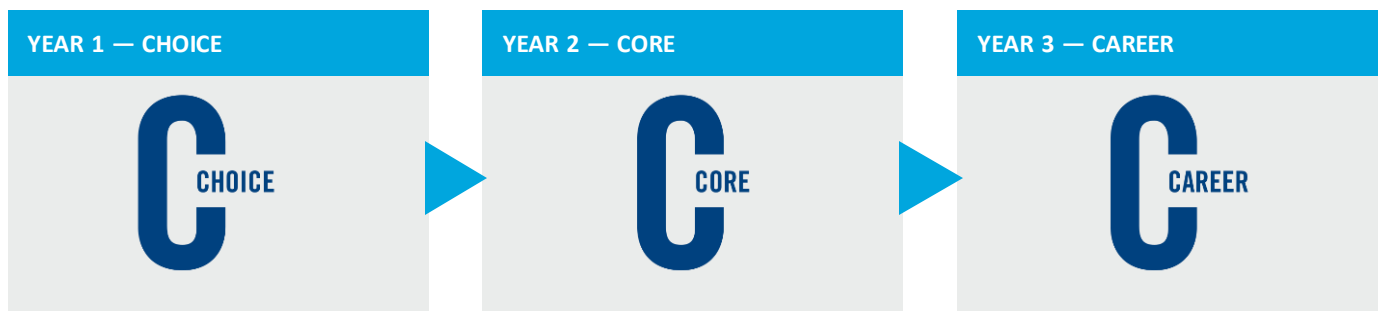 YEAR 1 — CHOICE
C
CHOICE
YEAR 2 — CORE
C
CORE
YEAR 3 — CAREER
C
CAREER